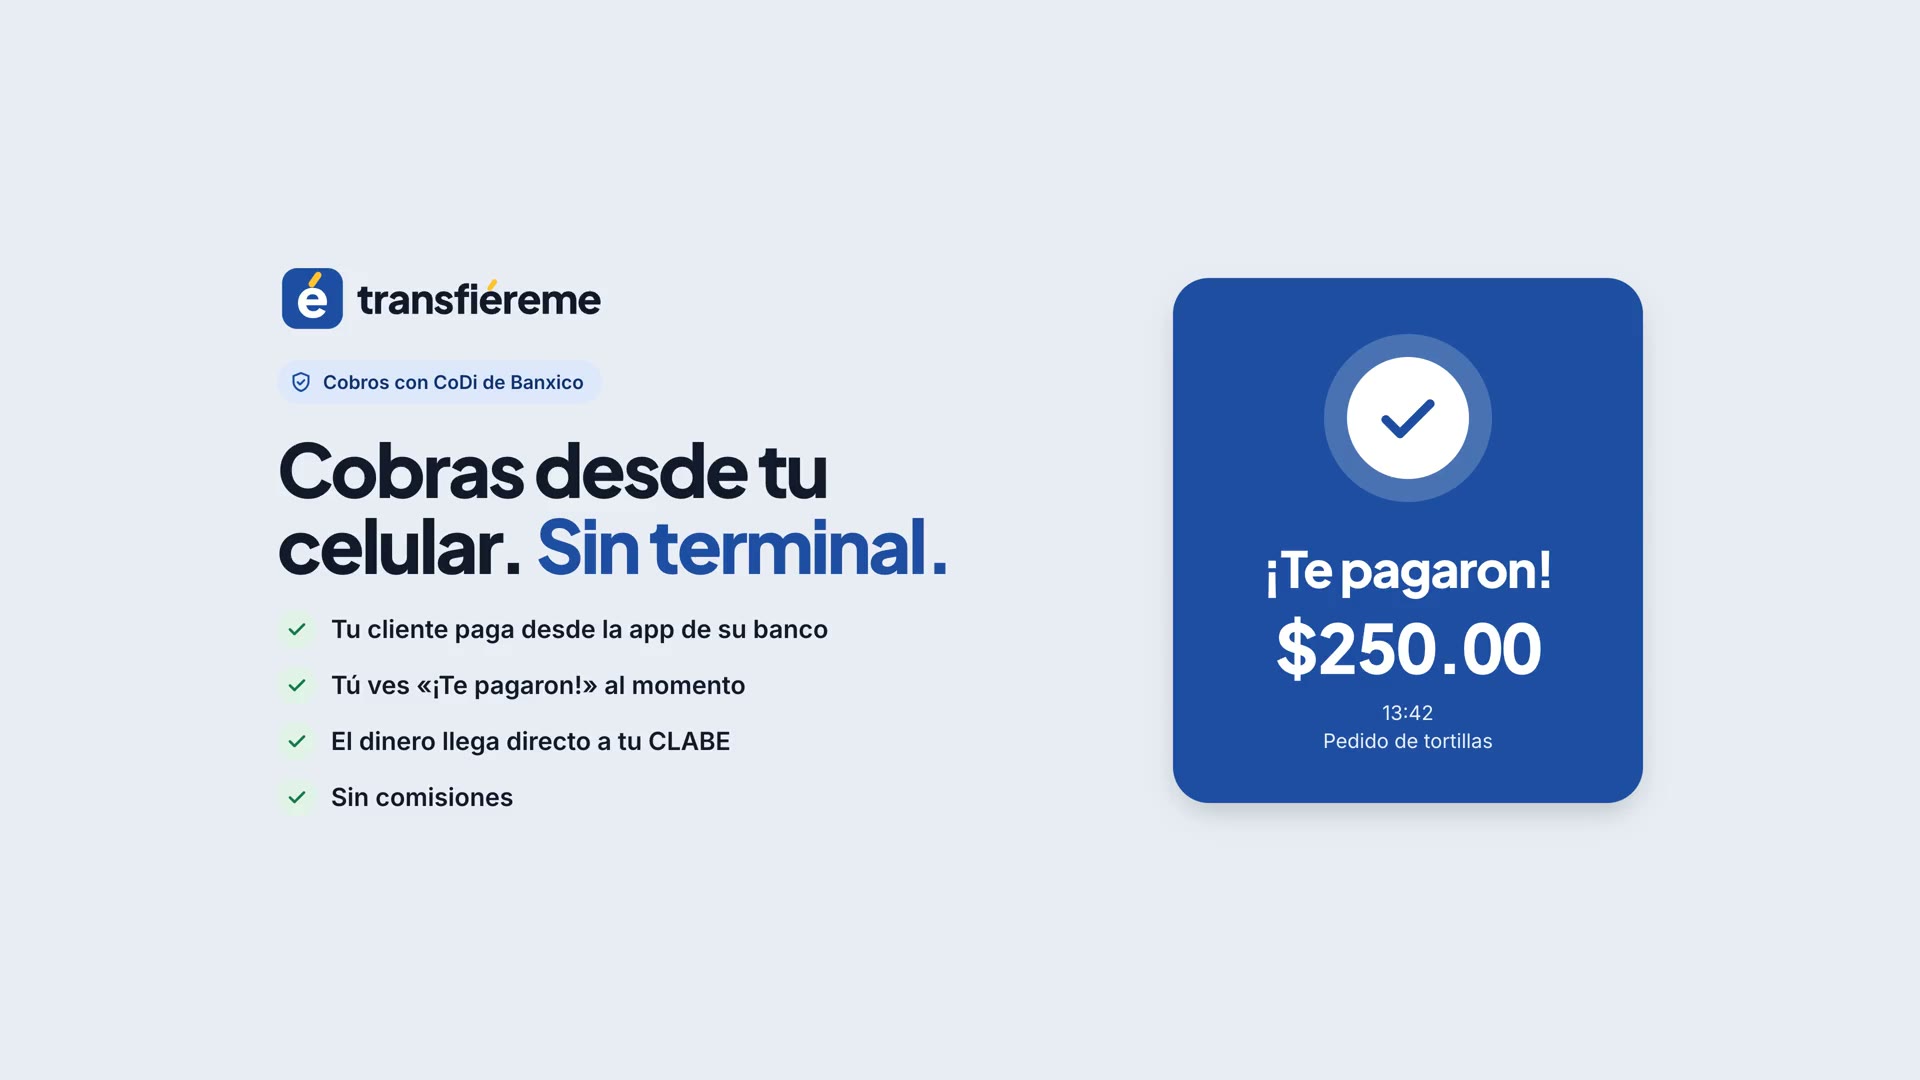 é transfiéreme
Cobros con CoDi de Banxico
Cobras desde tu
celular. Sin terminal.
Tu cliente paga desde la app de su banco
Tú ves «¡Te pagaron!» al momento
El dinero llega directo a tu CLABE
Sin comisiones
¡Te pagaron!
$250.00
13:42
Pedido de tortillas